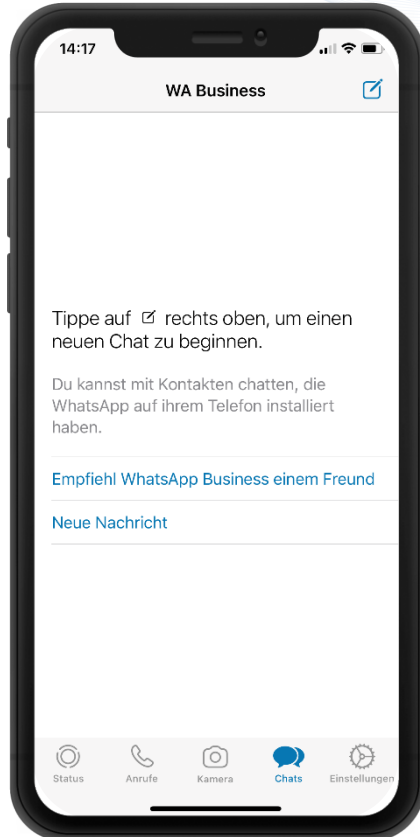 14:17
WA Business
Tippe auf rechts oben, um einen
neuen Chat zu beginnen.
Du kannst mit Kontakten chatten, die
WhatsApp auf ihrem Telefon installiert
haben.
Empfiehl WhatsApp Business einem Freund
Neue Nachricht
Status Anrufe Kamera Chats Einstellungen